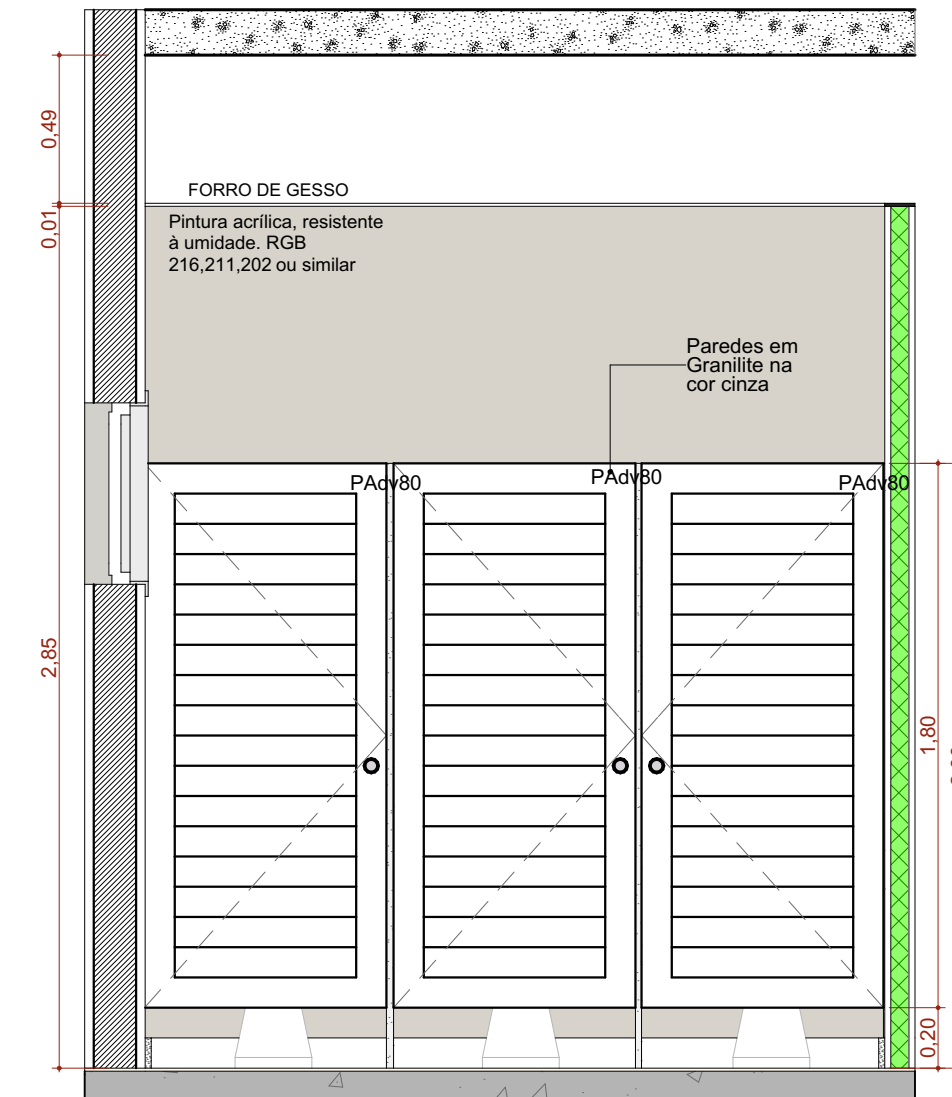 0,49
FORRO DE GESSO
0,01
Pintura acrílica, resistente
à umidade. RGB
216,211,202 ou similar
Paredes em
Granilite na
cor cinza
PAdv80
PAdv80
PAdv80
2,85
1,80
0,20